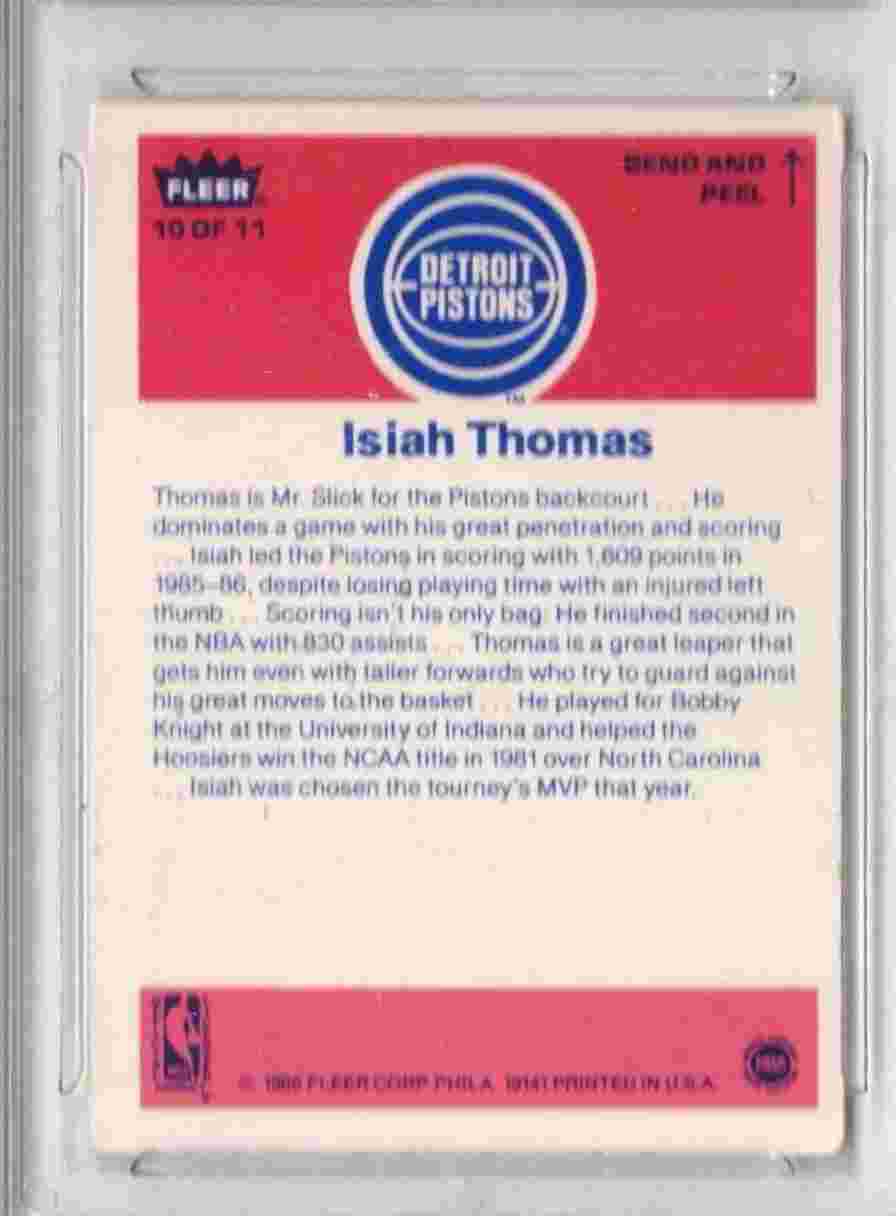 FLEER
10 OF 11
BEND AND
PEEL
DETROIT
PISTONS
TM
Isiah Thomas
Thomas is Mr. Slick for the Pistons backcourt . . . He
dominates a game with his great penetration and scoring
. . . Isiah led the Pistons in scoring with 1,609 points in
1985-86, despite losing playing time with an injured left
thumb . . . Scoring isn't his only bag. He finished second in
the NBA with 830 assists . . . Thomas is a great leaper that
gets him even with taller forwards who try to guard against
his great moves to the basket . . . He played for Bobby
Knight at the University of Indiana and helped the
Hoosiers win the NCAA title in 1981 over North Carolina
. . . Isiah was chosen the tourney's MVP that year.
© 1986 FLEER CORP. PHILA. 19141 PRINTED IN U.S.A.